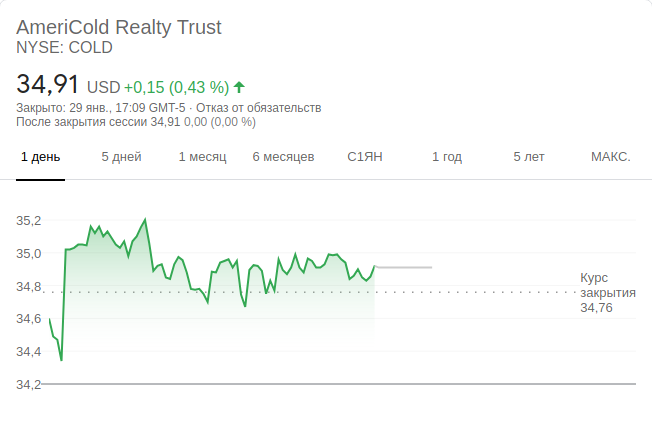 AmeriCold Realty Trust
NYSE: COLD
34,91 USD +0,15 (0,43 %)
Закрыто: 29 янв., 17:09 GMT-5 · Отказ от обязательств
После закрытия сессии 34,91 0,00 (0,00 %)
1 день 5 дней 1 месяц 6 месяцев С1ЯН 1 год 5 лет МАКС.
35,2
35,0
34,8
34,6
34,4
34,2
Курс
закрытия
34,76